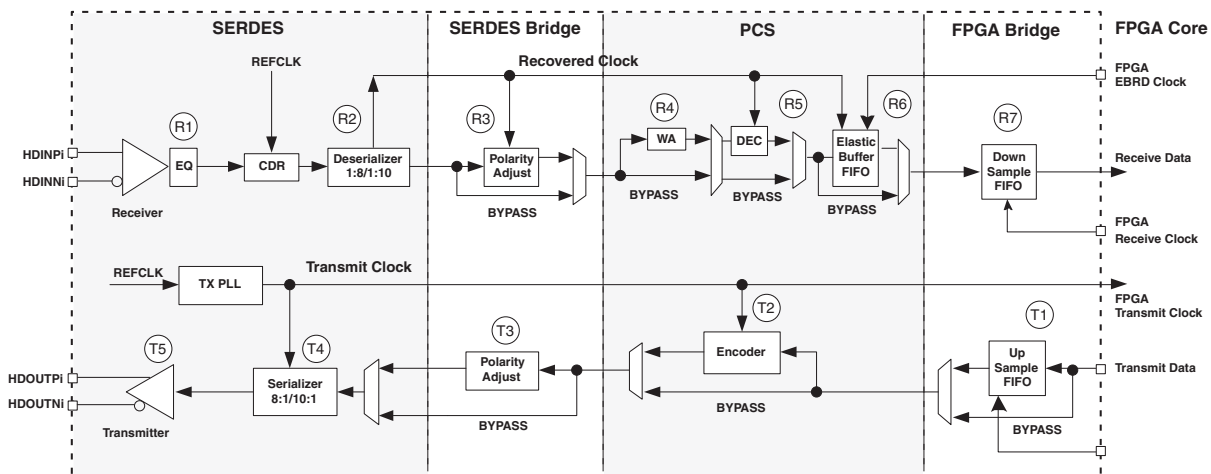 SERDES
SERDES Bridge
PCS
FPGA Bridge
FPGA Core
REFCLK
Recovered Clock
FPGA
EBRD Clock
R1
R2
R3
R4
R5
R6
R7
HDINPi
HDINNi
EQ
CDR
Deserializer
1:8/1:10
Polarity
Adjust
WA
DEC
Elastic
Buffer
FIFO
Down
Sample
FIFO
Receive Data
Receiver
BYPASS
BYPASS
BYPASS
BYPASS
FPGA
Receive Clock
REFCLK
TX PLL
Transmit Clock
FPGA
Transmit Clock
T5
T4
T3
T2
T1
HDOUTPi
HDOUTNi
Serializer
8:1/10:1
Polarity
Adjust
Encoder
Up
Sample
FIFO
Transmit Data
Transmitter
BYPASS
BYPASS
BYPASS